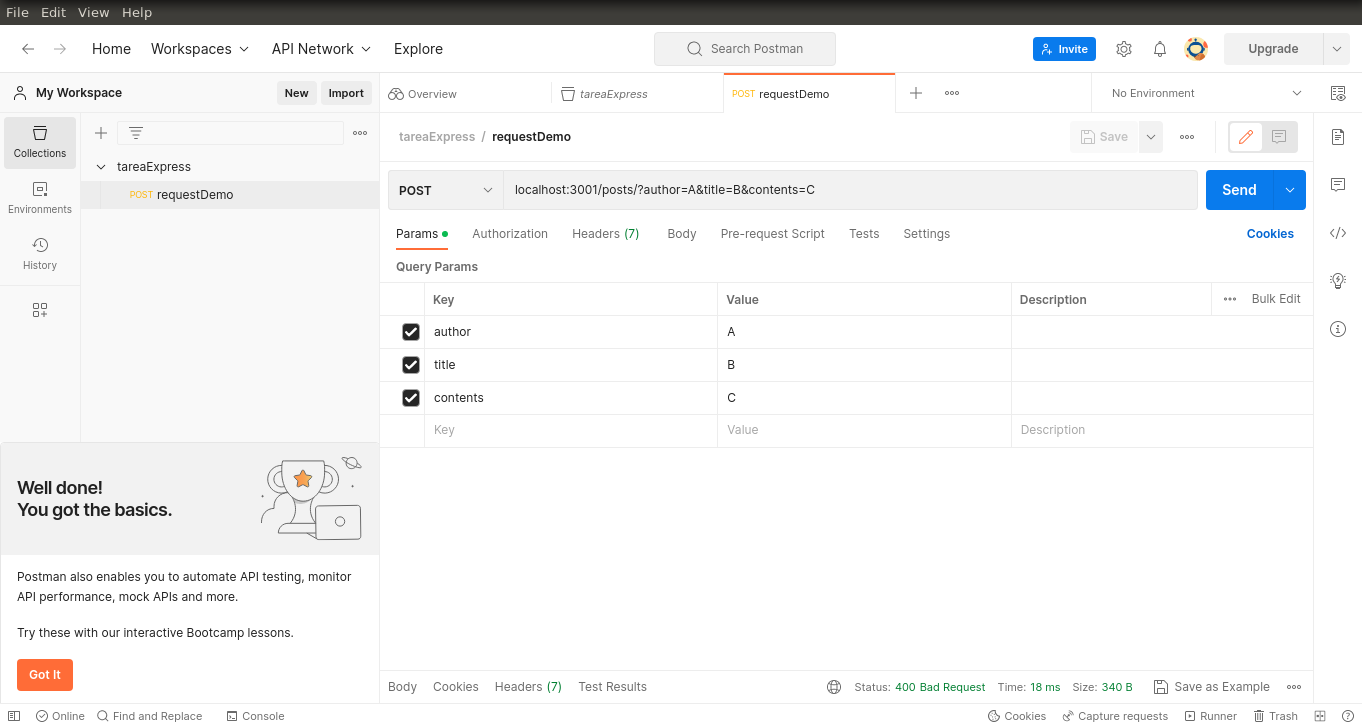 File Edit View Help
Home Workspaces API Network Explore Search Postman Invite Upgrade
My Workspace New Import Overview tareaExpress POST requestDemo No Environment
Collections
Environments
History
tareaExpress
POST requestDemo
tareaExpress / requestDemo Save
POST localhost:3001/posts/?author=A&title=B&contents=C Send
Params Authorization Headers (7) Body Pre-request Script Tests Settings Cookies
Query Params
Key Value Description Bulk Edit
author A
title B
contents C
Key Value Description
Well done!
You got the basics.
Postman also enables you to automate API testing, monitor
API performance, mock APIs and more.
Try these with our interactive Bootcamp lessons.
Got It
Body Cookies Headers (7) Test Results Status: 400 Bad Request Time: 18 ms Size: 340 B Save as Example
Online Find and Replace Console Cookies Capture requests Runner Trash